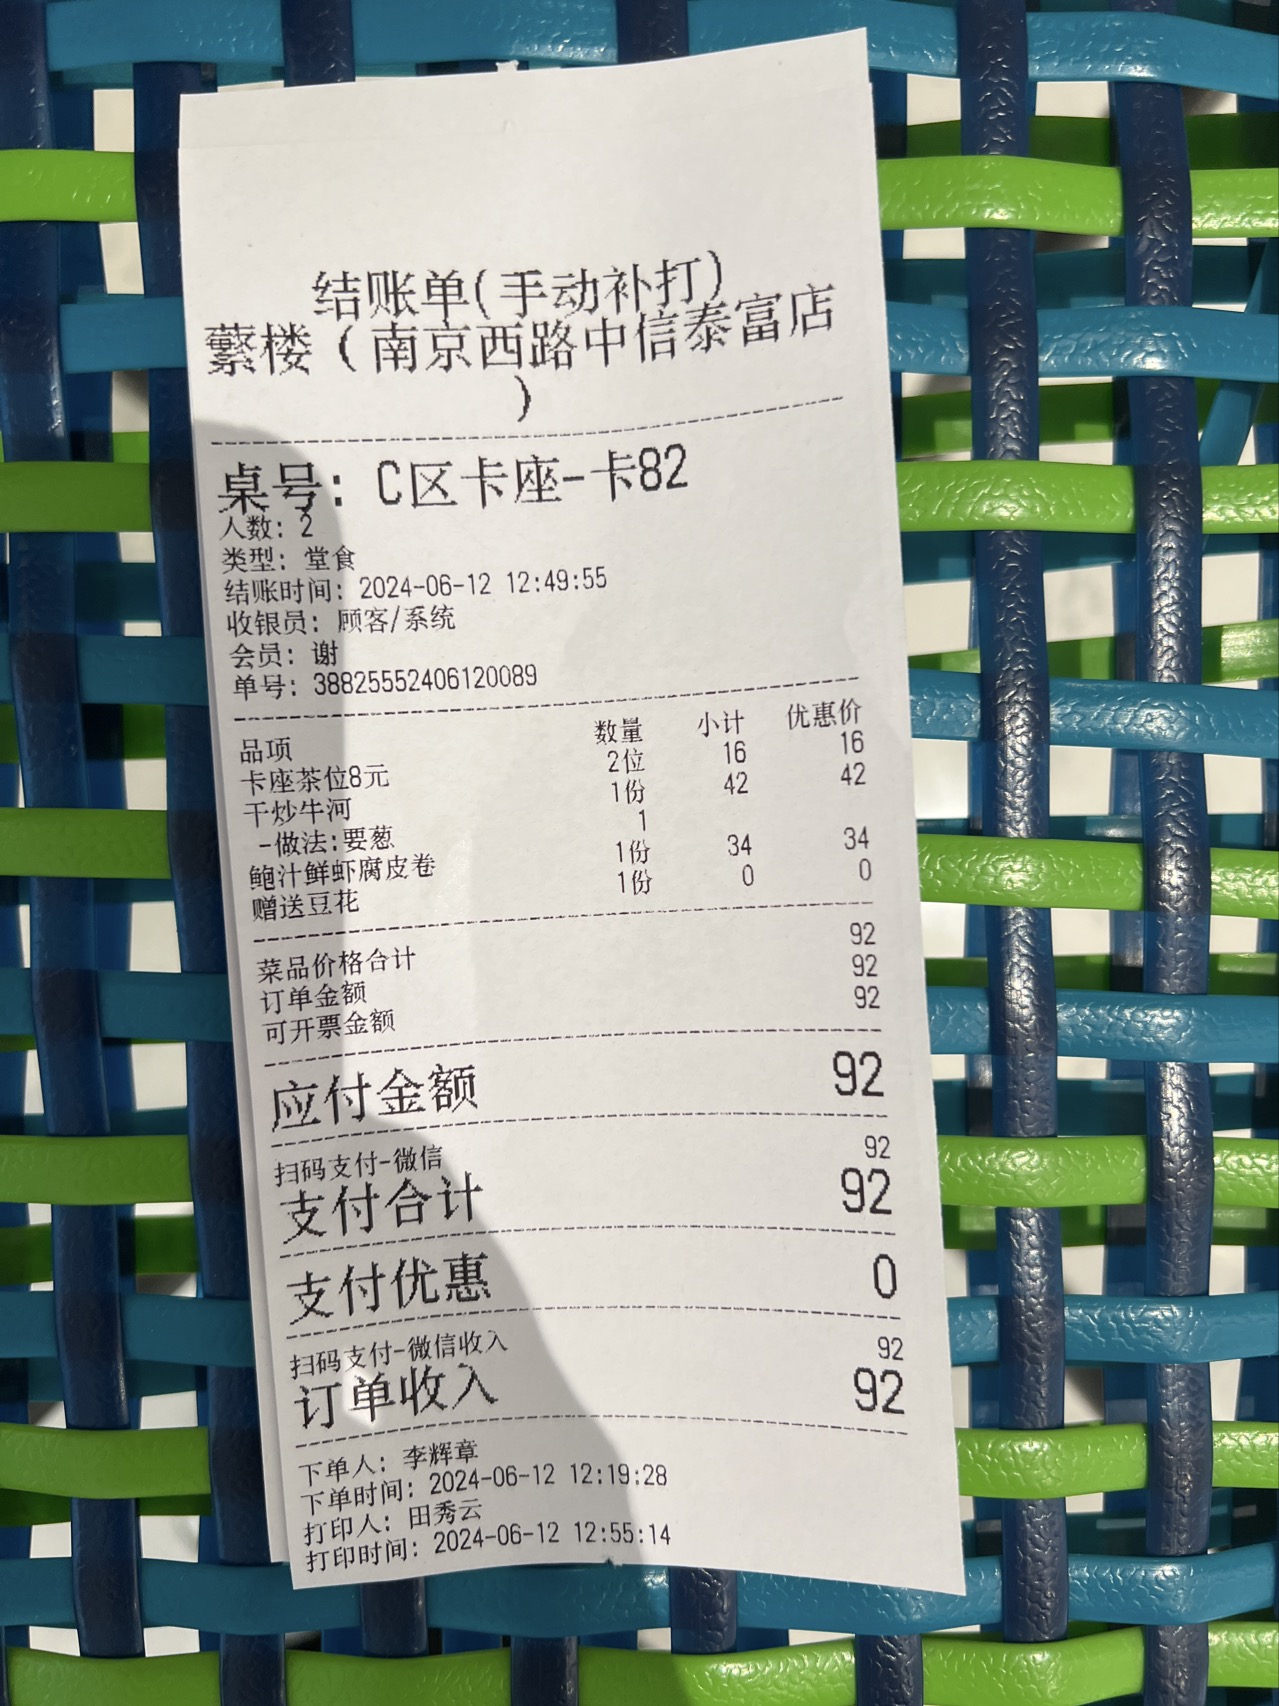 结账单(手动补打)
蘩楼（南京西路中信泰富店
）
桌号: C区卡座-卡82
人数: 2
类型: 堂食
结账时间: 2024-06-12 12:49:55
收银员: 顾客/系统
会员: 谢
单号: 38825552406120089
品项 数量 小计 优惠价
卡座茶位8元 2位 16 16
干炒牛河 1份 42 42
-做法:要葱 1
鲍汁鲜虾腐皮卷 1份 34 34
赠送豆花 1份 0 0
菜品价格合计 92
订单金额 92
可开票金额 92
应付金额 92
扫码支付-微信 92
支付合计 92
支付优惠 0
扫码支付-微信收入 92
订单收入 92
下单人: 李辉章
下单时间: 2024-06-12 12:19:28
打印人: 田秀云
打印时间: 2024-06-12 12:55:14